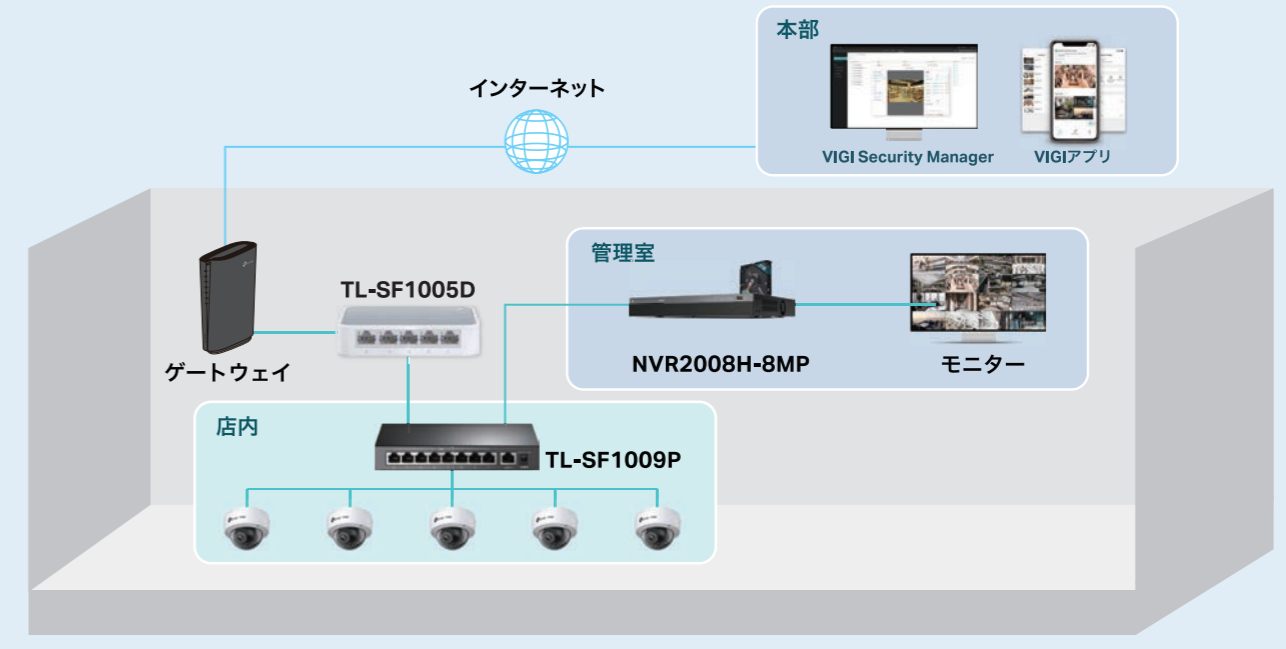 本部
インターネット
VIGI Security Manager
VIGIアプリ
管理室
TL-SF1005D
NVR2008H-8MP
モニター
ゲートウェイ
店内
TL-SF1009P